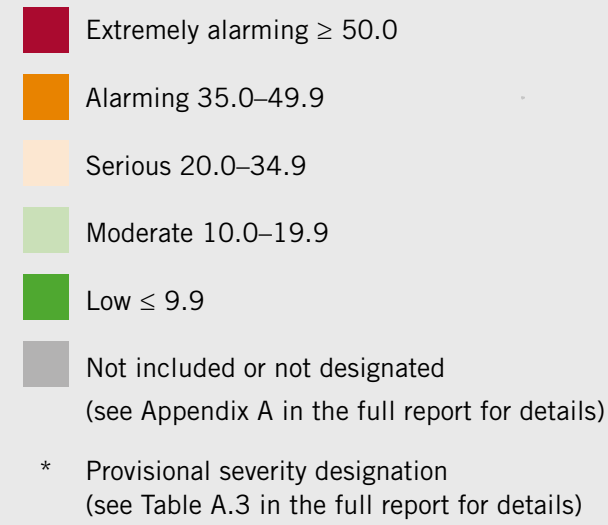 Extremely alarming ≥ 50.0
Alarming 35.0–49.9
Serious 20.0–34.9
Moderate 10.0–19.9
Low ≤ 9.9
Not included or not designated
(see Appendix A in the full report for details)
* Provisional severity designation
(see Table A.3 in the full report for details)